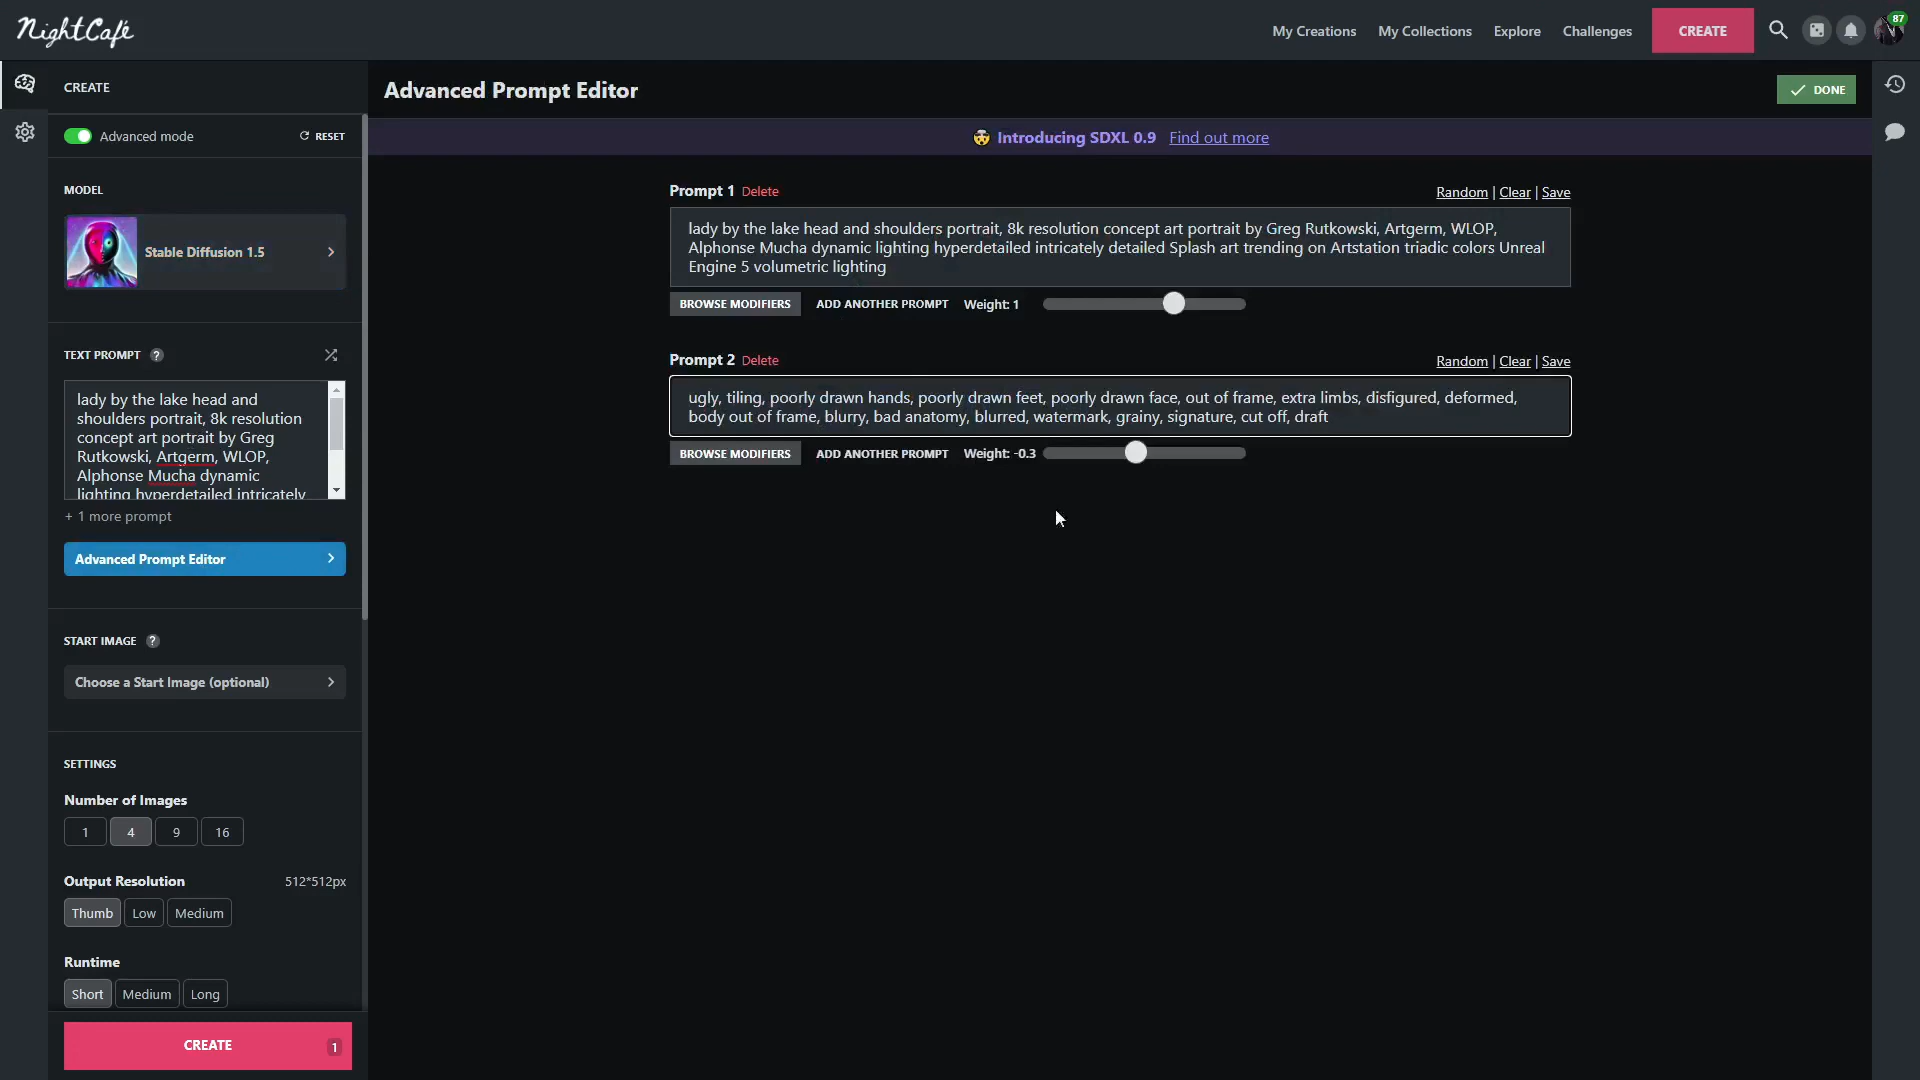 NightCafé
My Creations
My Collections
Explore
Challenges
CREATE
87
CREATE
Advanced Prompt Editor
DONE
Advanced mode
RESET
Introducing SDXL 0.9 Find out more
MODEL
Stable Diffusion 1.5
TEXT PROMPT ?
lady by the lake head and
shoulders portrait, 8k resolution
concept art portrait by Greg
Rutkowski, Artgerm, WLOP,
Alphonse Mucha dynamic
lighting hyperdetailed intricately
+ 1 more prompt
Advanced Prompt Editor
START IMAGE ?
Choose a Start Image (optional)
SETTINGS
Number of Images
1 4 9 16
Output Resolution 512*512px
Thumb Low Medium
Runtime
Short Medium Long
CREATE 1
Prompt 1 Delete
Random | Clear | Save
lady by the lake head and shoulders portrait, 8k resolution concept art portrait by Greg Rutkowski, Artgerm, WLOP,
Alphonse Mucha dynamic lighting hyperdetailed intricately detailed Splash art trending on Artstation triadic colors Unreal
Engine 5 volumetric lighting
BROWSE MODIFIERS ADD ANOTHER PROMPT Weight: 1
Prompt 2 Delete
Random | Clear | Save
ugly, tiling, poorly drawn hands, poorly drawn feet, poorly drawn face, out of frame, extra limbs, disfigured, deformed,
body out of frame, blurry, bad anatomy, blurred, watermark, grainy, signature, cut off, draft
BROWSE MODIFIERS ADD ANOTHER PROMPT Weight: -0.3